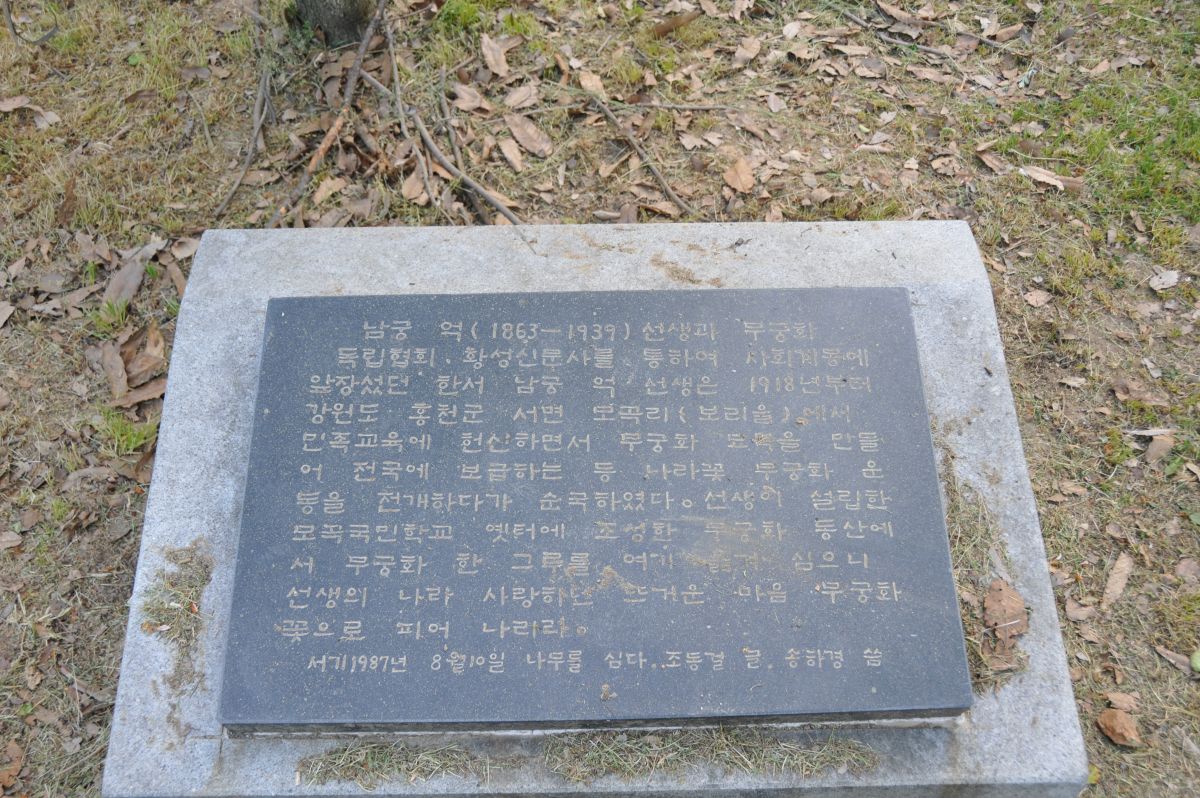 남궁 억(1863—1939)선생과 무궁화
독립협회. 황성신문사를 통하여 사회계몽에
앞장섰던 한서 남궁 억 선생은 1918년부터
강원도 홍천군 서면 모곡리(보리울)에서
민족교육에 헌신하면서 무궁화 묘목을 만들
어 전국에 보급하는 등 나라꽃 무궁화 운
동을 전개하다가 순국하였다. 선생이 설립한
모곡국민학교 옛터에 조성한 무궁화 동산에
서 무궁화 한 그루를 여기 옮겨 심으니
선생의 나라 사랑하던 뜨거운 마음 무궁화
꽃으로 피어 나리라.
서기1987년 8월10일 나무를 심다. 조동걸 글. 송하경 씀